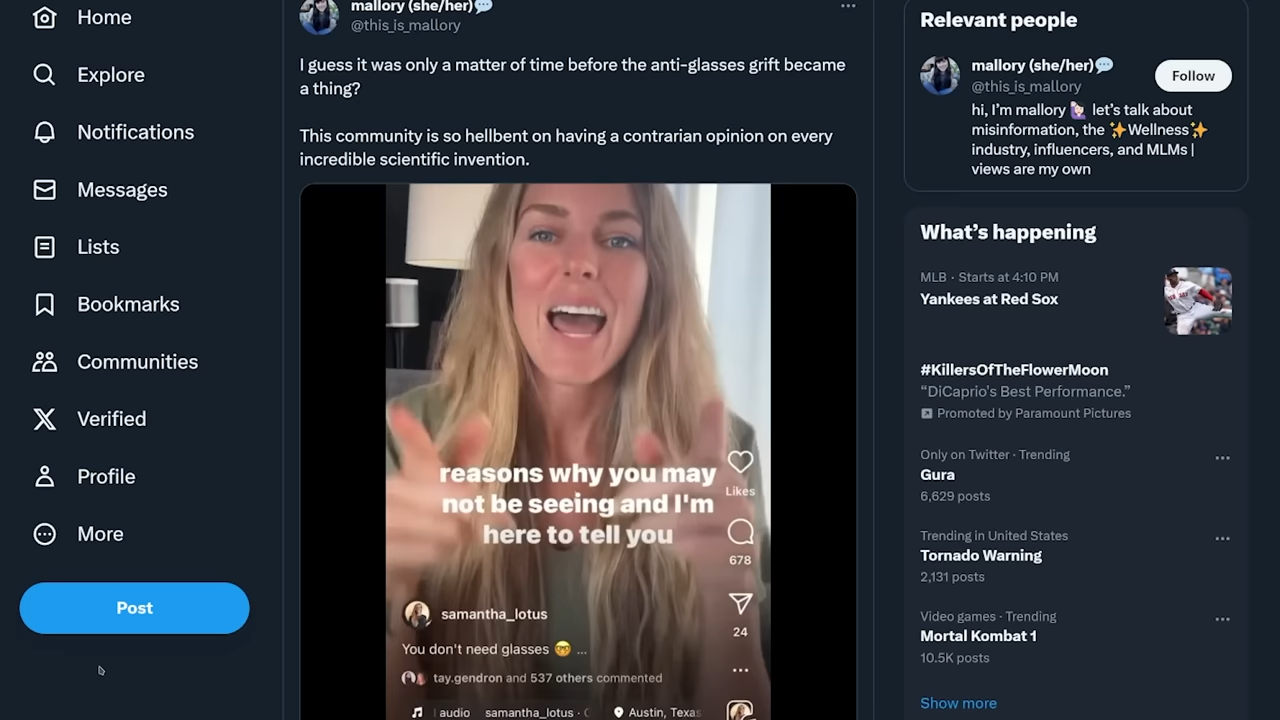 Home
Explore
Notifications
Messages
Lists
Bookmarks
Communities
Verified
Profile
More
Post
mallory (she/her)💬
@this_is_mallory
I guess it was only a matter of time before the anti-glasses grift became
a thing?
This community is so hellbent on having a contrarian opinion on every
incredible scientific invention.
reasons why you may
not be seeing and I'm
here to tell you
Likes
678
24
samantha_lotus
You don't need glasses 🤓 ...
tay.gendron and 537 others commented
audio samantha_lotus ·
Austin, Texas
Relevant people
mallory (she/her)💬
@this_is_mallory
Follow
hi, I’m mallory 🙋🏻‍♀️ let’s talk about
misinformation, the ✨Wellness✨
industry, influencers, and MLMs |
views are my own
What’s happening
MLB · Starts at 4:10 PM
Yankees at Red Sox
#KillersOfTheFlowerMoon
“DiCaprio's Best Performance.”
Promoted by Paramount Pictures
Only on Twitter · Trending
Gura
6,629 posts
Trending in United States
Tornado Warning
2,131 posts
Video games · Trending
Mortal Kombat 1
10.5K posts
Show more